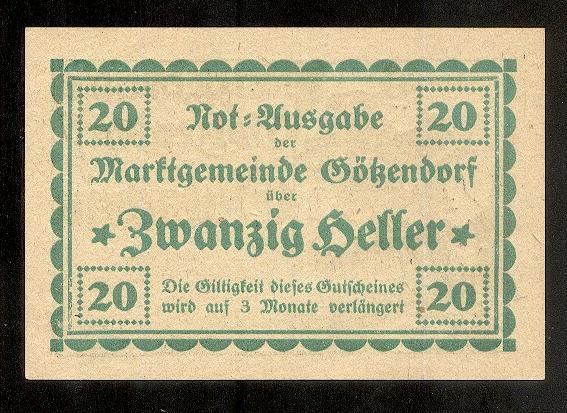 20 20
Not=Ausgabe
der
Marktgemeinde Götzendorf
über
Zwanzig Heller
20 20
Die Giltigkeit dieses Gutscheines
wird auf 3 Monate verlängert